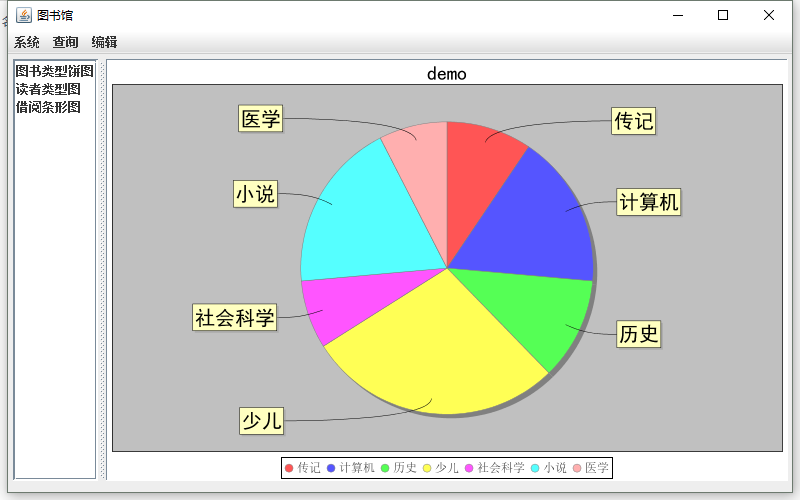 图书馆
系统 查询 编辑
图书类型饼图
读者类型图
借阅条形图
demo
医学
传记
小说
计算机
社会科学
历史
少儿
传记 计算机 历史 少儿 社会科学 小说 医学